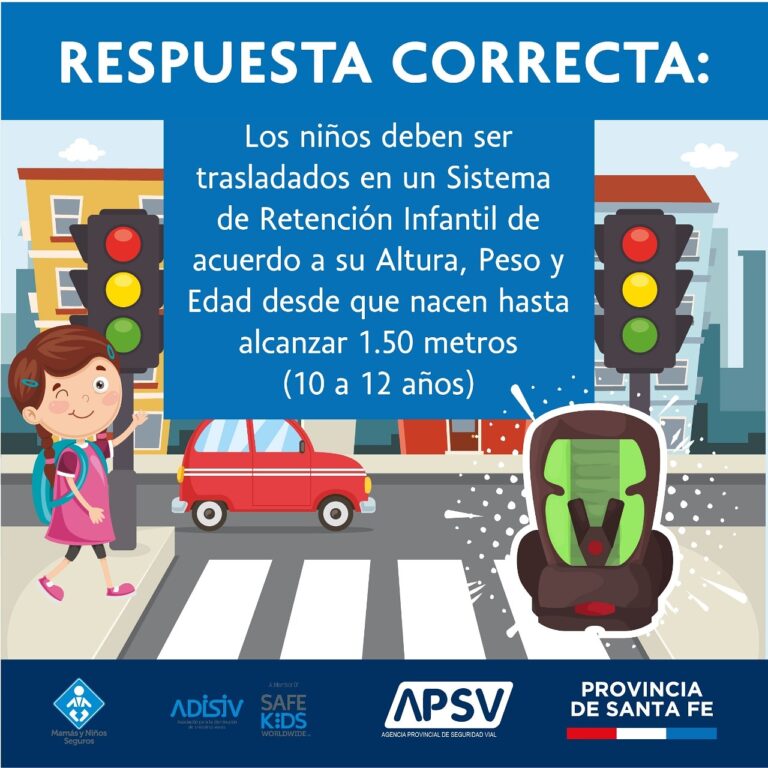 RESPUESTA CORRECTA:
Los niños deben ser
trasladados en un Sistema
de Retención Infantil de
acuerdo a su Altura, Peso y
Edad desde que nacen hasta
alcanzar 1.50 metros
(10 a 12 años)
Mamás y Niños
Seguros
ADISIV
A Member Of
SAFE
KIDS
WORLDWIDE
APSV
AGENCIA PROVINCIAL DE SEGURIDAD VIAL
PROVINCIA
DE SANTA FE